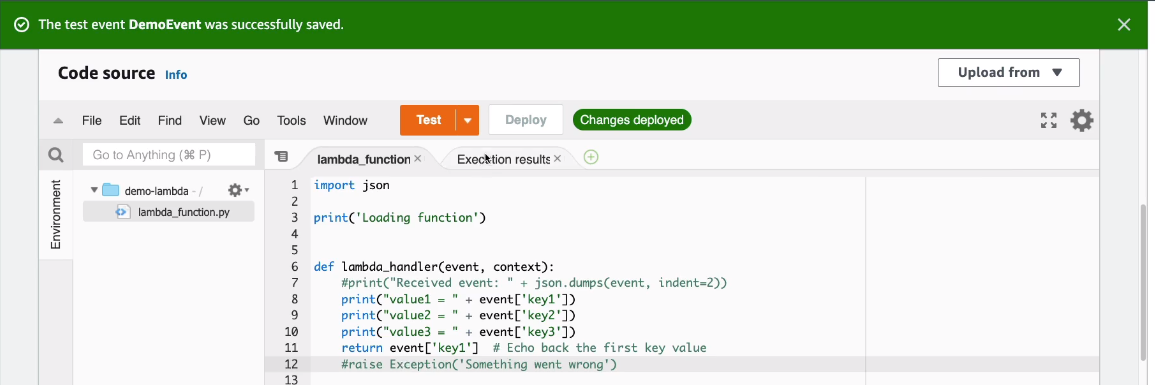 The test event DemoEvent was successfully saved.
Code source Info
Upload from
File Edit Find View Go Tools Window Test Deploy Changes deployed
Go to Anything (⌘ P)
lambda_function
Execution results
Environment
demo-lambda - /
lambda_function.py
1 import json
2
3 print('Loading function')
4
5
6 def lambda_handler(event, context):
7 #print("Received event: " + json.dumps(event, indent=2))
8 print("value1 = " + event['key1'])
9 print("value2 = " + event['key2'])
10 print("value3 = " + event['key3'])
11 return event['key1'] # Echo back the first key value
12 #raise Exception('Something went wrong')
13